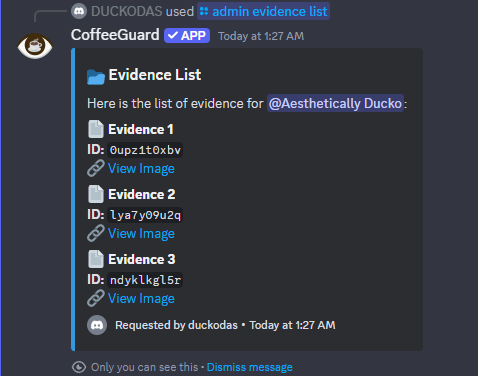 DUCKODAS used admin evidence list
CoffeeGuard ✓ APP Today at 1:27 AM
Evidence List
Here is the list of evidence for @Aesthetically Ducko:
Evidence 1
ID: 0upz1t0xbv
View Image
Evidence 2
ID: lya7y09u2q
View Image
Evidence 3
ID: ndyklkgl5r
View Image
Requested by duckodas • Today at 1:27 AM
Only you can see this • Dismiss message